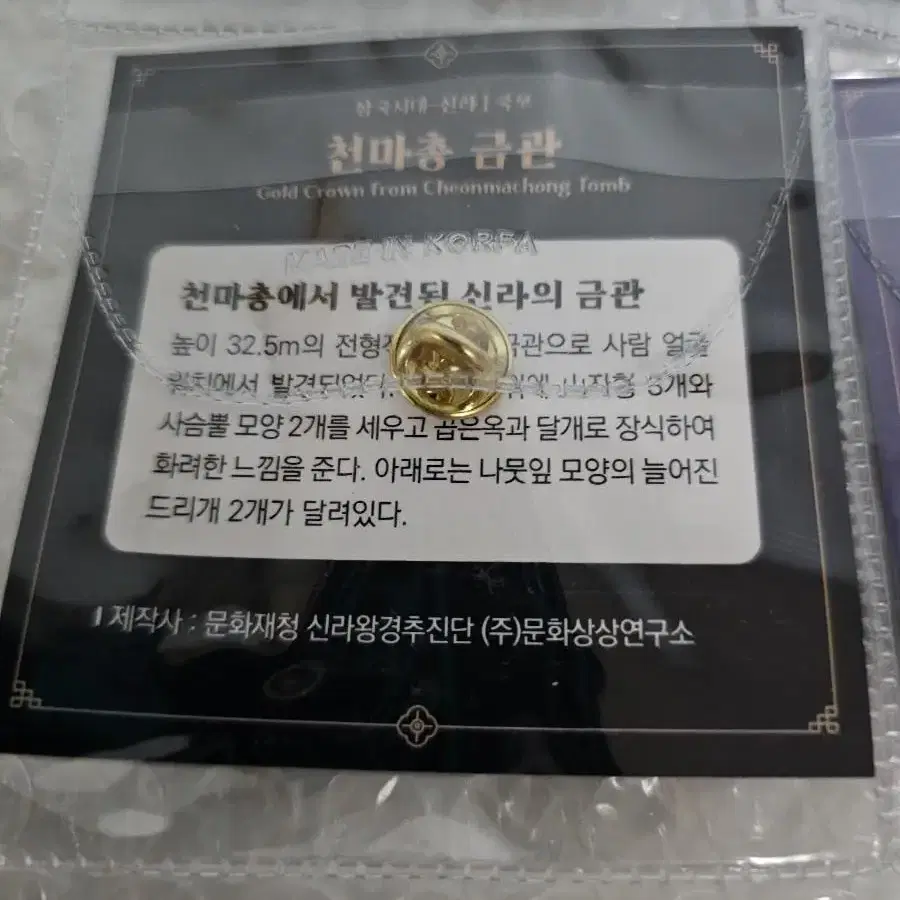 삼국시대-신라 | 국보
천마총 금관
Gold Crown from Cheonmachong Tomb
MADE IN KOREA
천마총에서 발견된 신라의 금관
높이 32.5m의 금관으로 사람 얼굴
위치에서 발견되었다. 山자형 3개와
사슴뿔 모양 2개를 세우고 곱은옥과 달개로 장식하여
화려한 느낌을 준다. 아래로는 나뭇잎 모양의 늘어진
드리개 2개가 달려있다.
제작사 : 문화재청 신라왕경추진단 (주)문화상상연구소